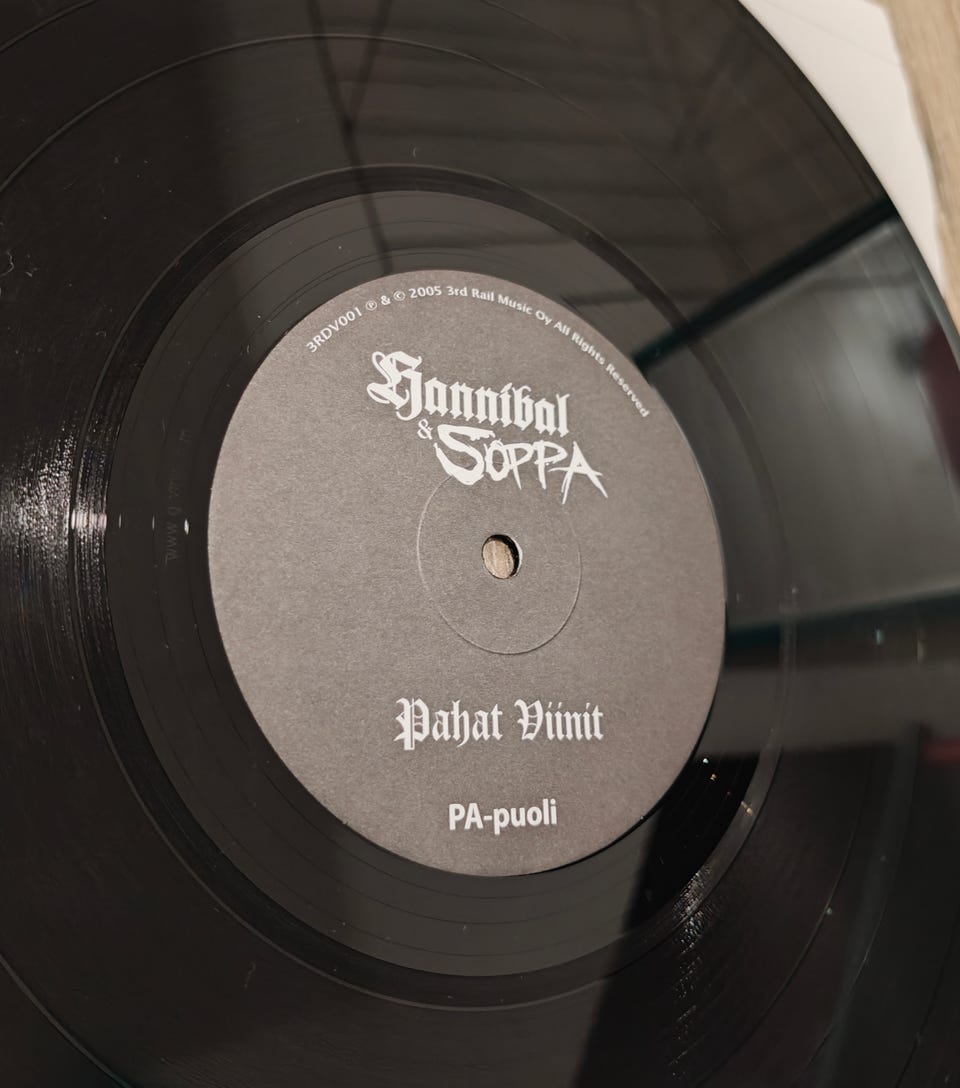 3RDV001 ℗ & © 2005 3rd Rail Music Oy All Rights Reserved
Hannibal
& SOPPA
Pahat Viinit
PA-puoli